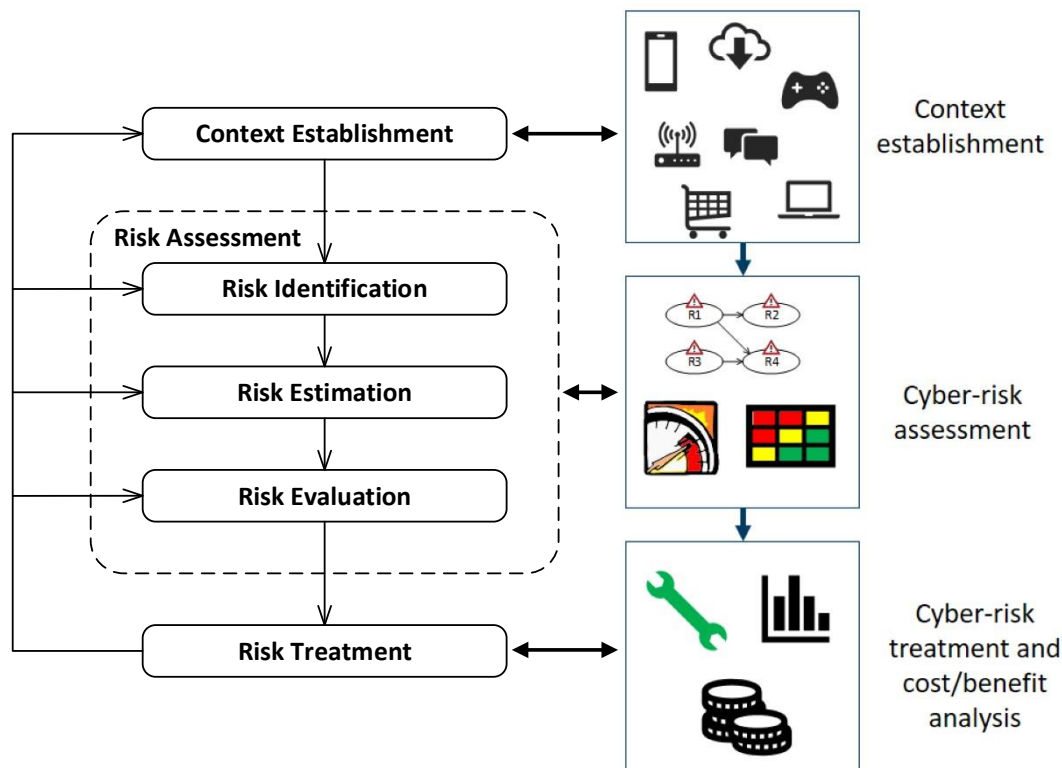 Context Establishment
Risk Assessment
Risk Identification
Risk Estimation
Risk Evaluation
Risk Treatment
Context
establishment
R1
R2
R3
R4
Cyber-risk
assessment
Cyber-risk
treatment and
cost/benefit
analysis